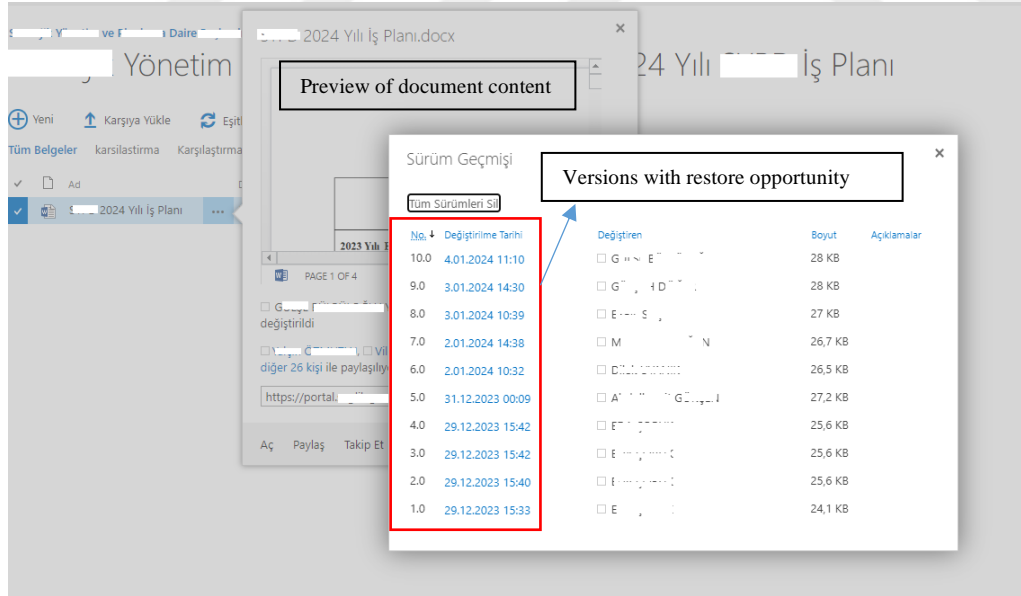 ve
Daire
Yönetim
24 Yılı
İş Planı
Yeni
Karşıya Yükle
Tüm Belgeler
karsilastirma
Ad
2024 Yılı İş Planı
...
2024 Yılı İş Planı.docx
Preview of document content
2023 Yılı
PAGE 1 OF 4
değiştirildi
diğer 26 kişi ile
https://portal.
Aç Paylaş Takip Et
Sürüm Geçmişi
Versions with restore opportunity
Tüm Sürümleri Sil
No. Değiştirilme Tarihi Değiştiren Boyut Açıklamalar
10.0 4.01.2024 11:10 28 KB
9.0 3.01.2024 14:30 28 KB
8.0 3.01.2024 10:39 27 KB
7.0 2.01.2024 14:38 26,7 KB
6.0 2.01.2024 10:32 26,5 KB
5.0 31.12.2023 00:09 27,2 KB
4.0 29.12.2023 15:42 25,6 KB
3.0 29.12.2023 15:42 25,6 KB
2.0 29.12.2023 15:40 25,6 KB
1.0 29.12.2023 15:33 24,1 KB